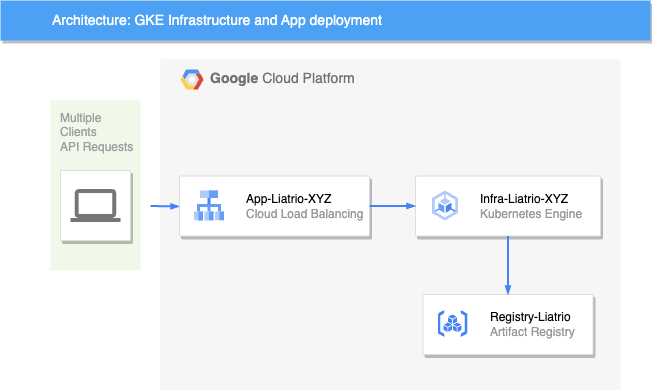 Architecture: GKE Infrastructure and App deployment
Google Cloud Platform
Multiple
Clients
API Requests
App-Liatrio-XYZ
Cloud Load Balancing
Infra-Liatrio-XYZ
Kubernetes Engine
Registry-Liatrio
Artifact Registry